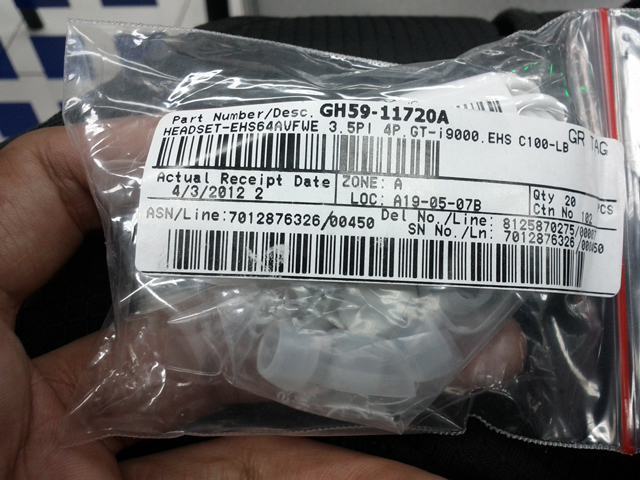 Part Number/Desc. GH59-11720A
HEADSET-EHS64AVFWE 3.5PI 4P.GT-i9000.EHS C100-LB
GR TAG
Actual Receipt Date
4/3/2012 2
ZONE: A
LOC: A19-05-07B
Qty 20 PCS
Ctn No 102
ASN/Line:7012876326/00450
Del No./Line: 8125870275/00007
SN No./Ln: 7012876326/00450